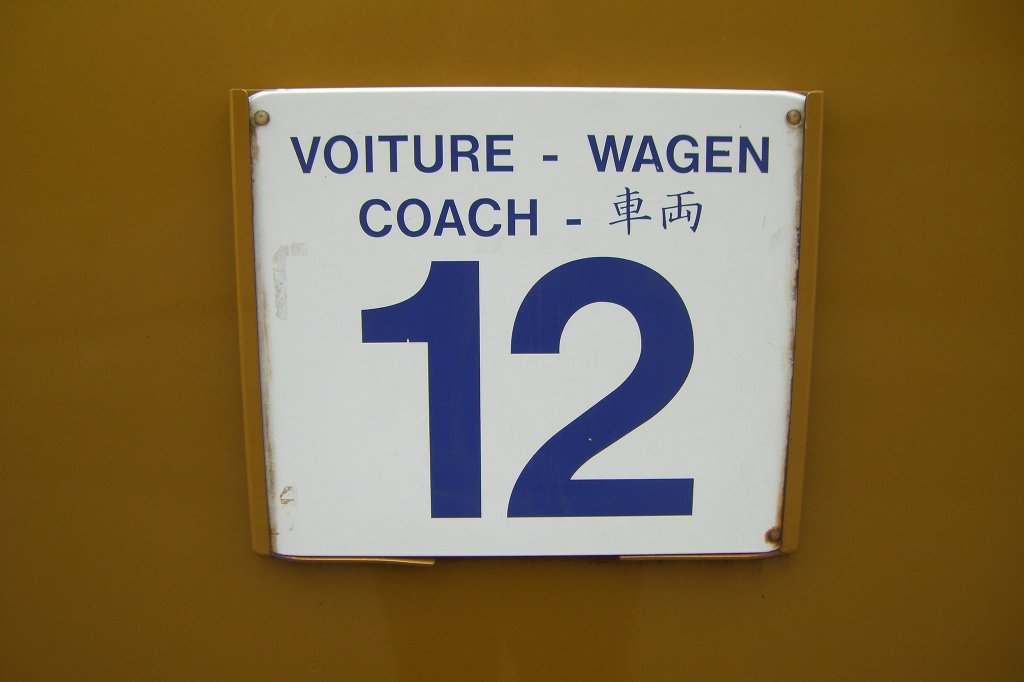 VOITURE - WAGEN
COACH - 車両
12